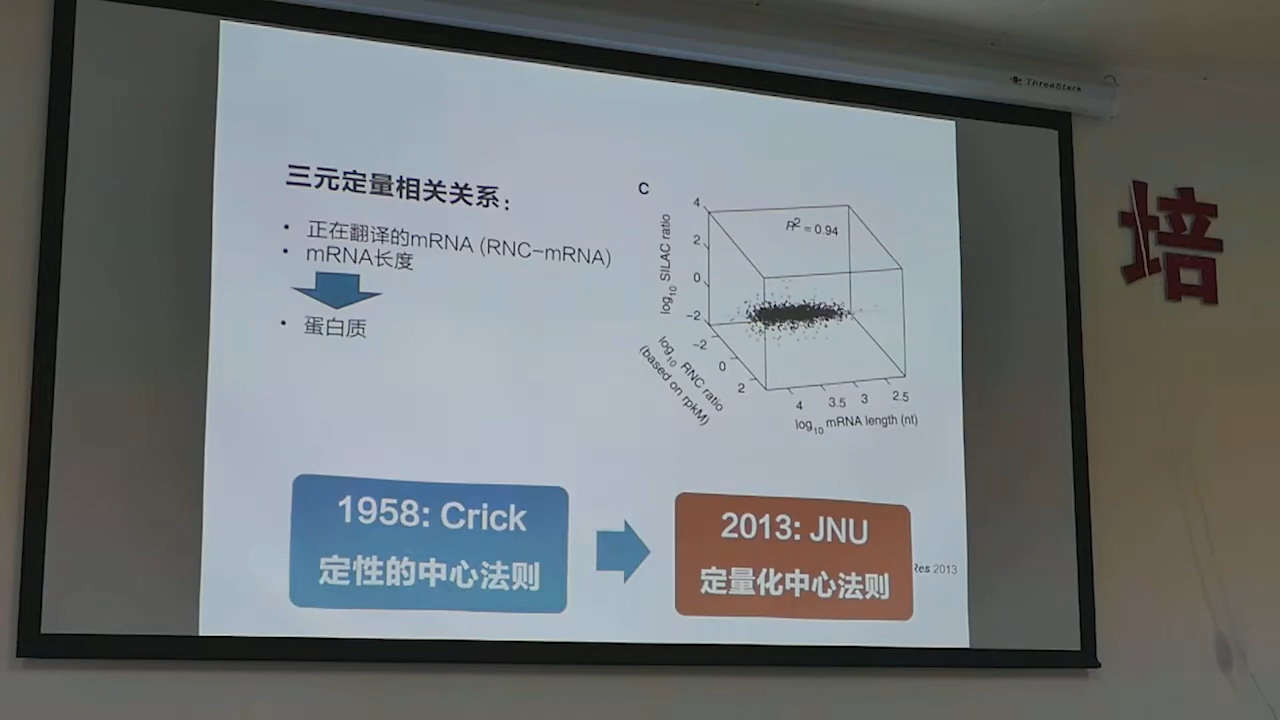 ThreeStars
三元定量相关关系：
• 正在翻译的mRNA (RNC-mRNA)
• mRNA长度
• 蛋白质
C
R² = 0.94
log₁₀ SILAC ratio
4
2
0
-2
-2
0
2
log₁₀ RNC ratio
(based on rpkM)
4
3.5
3
2.5
log₁₀ mRNA length (nt)
1958: Crick
定性的中心法则
2013: JNU
定量化中心法则
Res 2013
培